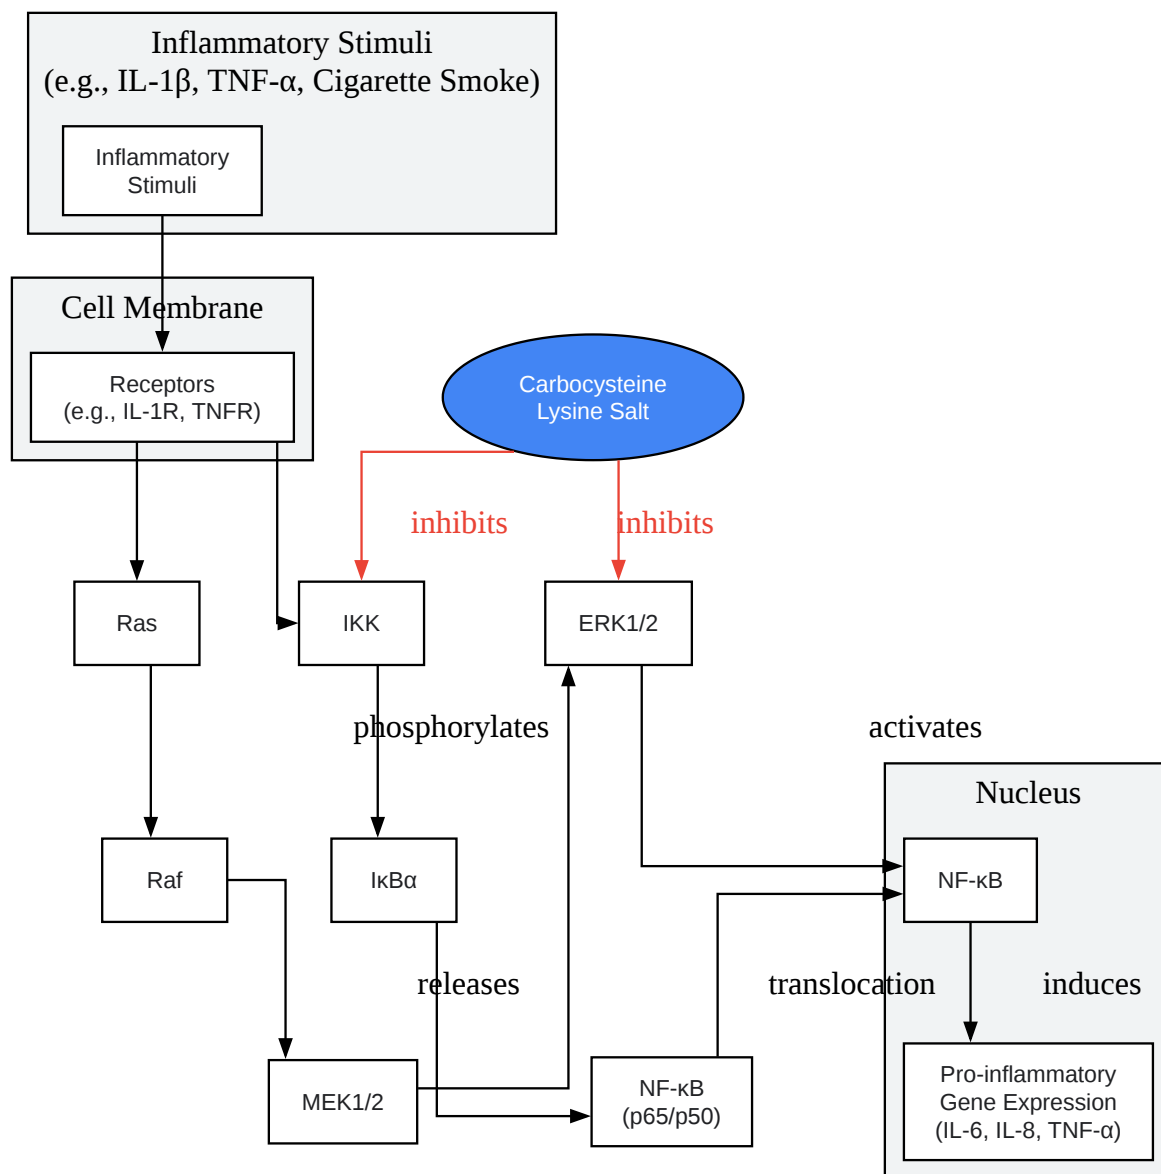 Inflammatory Stimuli
(e.g., IL-1β, TNF-α, Cigarette Smoke)
Inflammatory
Stimuli
Cell Membrane
Receptors
(e.g., IL-1R, TNFR)
Carbocysteine
Lysine Salt
inhibits
inhibits
Ras
IKK
ERK1/2
phosphorylates
activates
Nucleus
Raf
IκBα
NF-κB
releases
translocation
induces
MEK1/2
NF-κB
(p65/p50)
Pro-inflammatory
Gene Expression
(IL-6, IL-8, TNF-α)